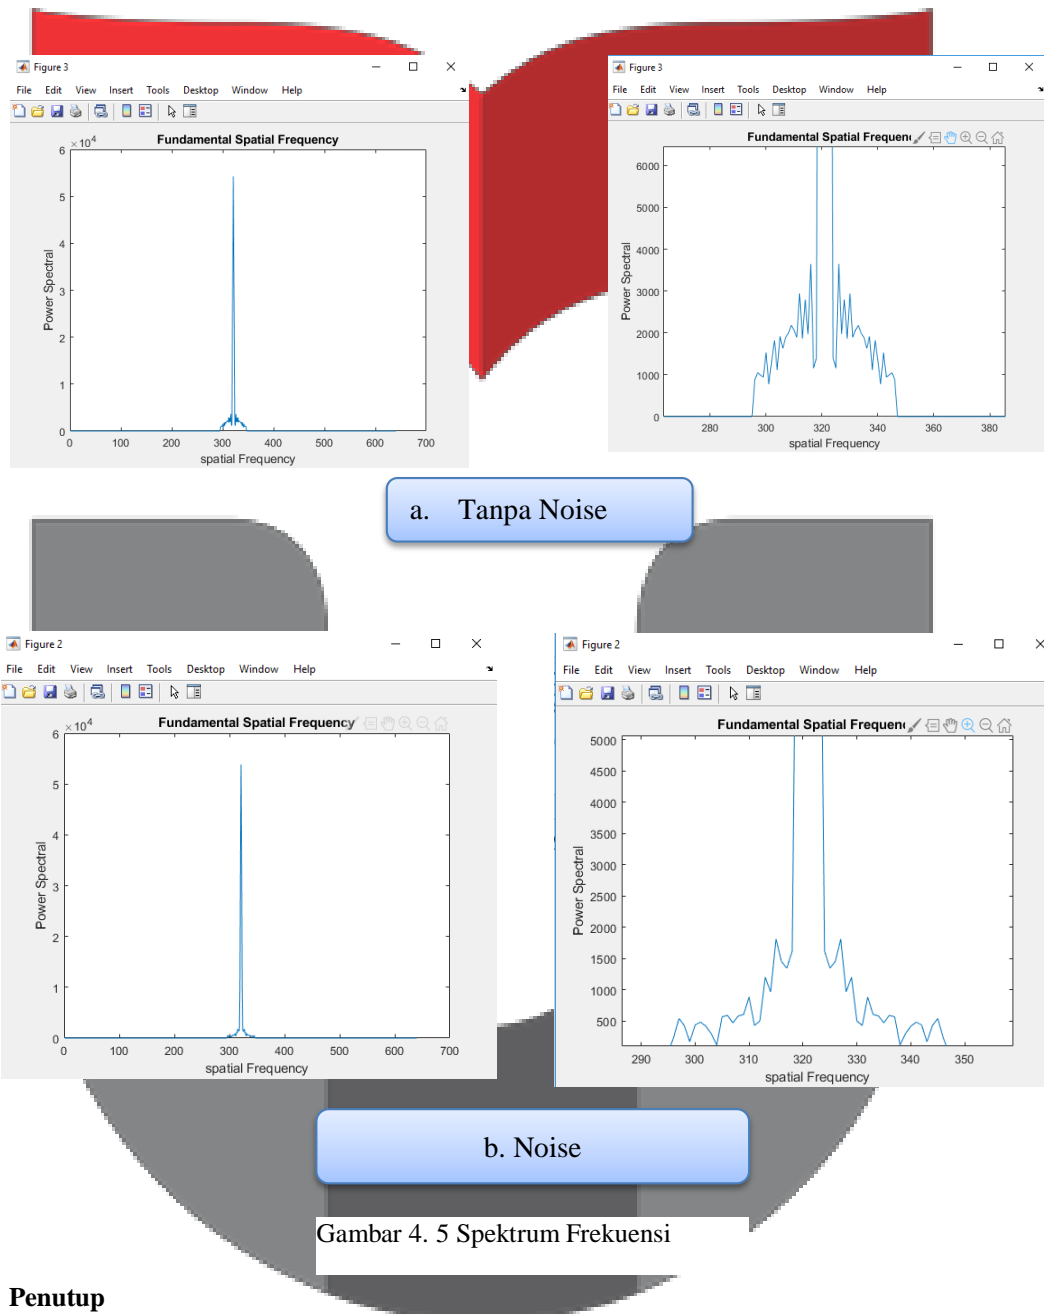 Figure 3
File Edit View Insert Tools Desktop Window Help
Fundamental Spatial Frequency
×10⁴
6
5
4
3
2
1
0
Power Spectral
0 100 200 300 400 500 600 700
spatial Frequency
Figure 3
File Edit View Insert Tools Desktop Window Help
Fundamental Spatial Frequen
6000
5000
4000
3000
2000
1000
0
Power Spectral
280 300 320 340 360 380
spatial Frequency
a. Tanpa Noise
Figure 2
File Edit View Insert Tools Desktop Window Help
Fundamental Spatial Frequency
×10⁴
6
5
4
3
2
1
0
Power Spectral
0 100 200 300 400 500 600 700
spatial Frequency
Figure 2
File Edit View Insert Tools Desktop Window Help
Fundamental Spatial Frequen
5000
4500
4000
3500
3000
2500
2000
1500
1000
500
Power Spectral
290 300 310 320 330 340 350
spatial Frequency
b. Noise
Gambar 4. 5 Spektrum Frekuensi
Penutup